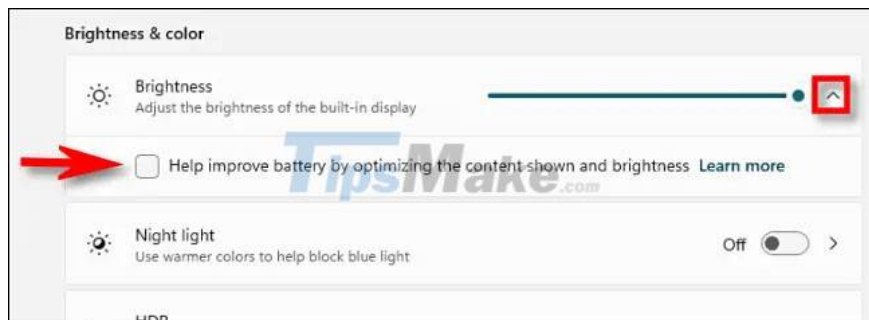 Brightness & color
Brightness
Adjust the brightness of the built-in display
Help improve battery by optimizing the content shown and brightness Learn more
TipsMake.com
Night light
Use warmer colors to help block blue light
Off
HDR